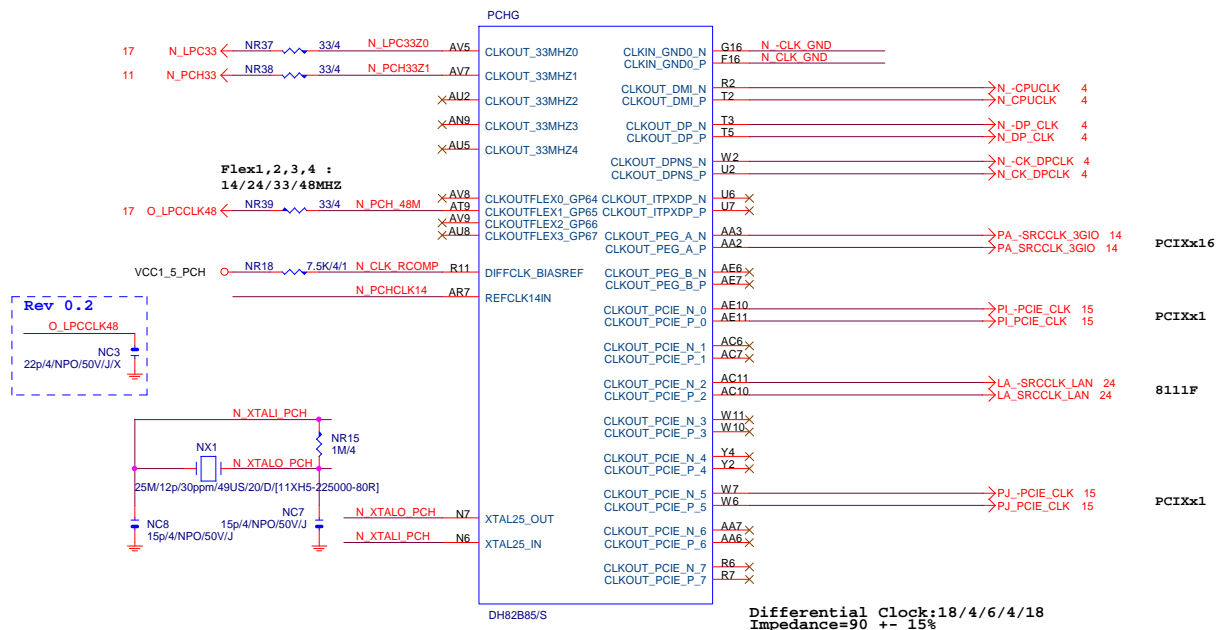 PCHG
17 N_LPC33 NR37 33/4 N_LPC33Z0 AV5 CLKOUT_33MHZ0
11 N_PCH33 NR38 33/4 N_PCH33Z1 AV7 CLKOUT_33MHZ1
AU2 CLKOUT_33MHZ2
AN9 CLKOUT_33MHZ3
AU5 CLKOUT_33MHZ4
Flex1,2,3,4 :
14/24/33/48MHZ
AV8 CLKOUTFLEX0_GP64
17 O_LPCCLK48 NR39 33/4 N_PCH_48M AT9 CLKOUTFLEX1_GP65
AV9 CLKOUTFLEX2_GP66
AU8 CLKOUTFLEX3_GP67
VCC1_5_PCH NR18 7.5K/4/1 N_CLK_RCOMP R11 DIFFCLK_BIASREF
N_PCHCLK14 AR7 REFCLK14IN
Rev 0.2
O_LPCCLK48
NC3
22p/4/NPO/50V/J/X
N_XTALI_PCH
NR15
1M/4
NX1
N_XTALO_PCH
25M/12p/30ppm/49US/20/D/[11XH5-225000-80R]
NC8
15p/4/NPO/50V/J
NC7
15p/4/NPO/50V/J
N_XTALO_PCH N7 XTAL25_OUT
N_XTALI_PCH N6 XTAL25_IN
CLKIN_GND0_N G16 N_-CLK_GND
CLKIN_GND0_P F16 N_CLK_GND
CLKOUT_DMI_N R2 N_-CPUCLK 4
CLKOUT_DMI_P T2 N_CPUCLK 4
CLKOUT_DP_N T3 N_-DP_CLK 4
CLKOUT_DP_P T5 N_DP_CLK 4
CLKOUT_DPNS_N W2 N_-CK_DPCLK 4
CLKOUT_DPNS_P U2 N_CK_DPCLK 4
CLKOUT_ITPXDP_N U6
CLKOUT_ITPXDP_P U7
CLKOUT_PEG_A_N AA3 PA_-SRCCLK_3GIO 14
CLKOUT_PEG_A_P AA2 PA_SRCCLK_3GIO 14
PCIXx16
CLKOUT_PEG_B_N AE6
CLKOUT_PEG_B_P AE7
CLKOUT_PCIE_N_0 AE10 PI_-PCIE_CLK 15
CLKOUT_PCIE_P_0 AE11 PI_PCIE_CLK 15
PCIXx1
CLKOUT_PCIE_N_1 AC6
CLKOUT_PCIE_P_1 AC7
CLKOUT_PCIE_N_2 AC11 LA_-SRCCLK_LAN 24
CLKOUT_PCIE_P_2 AC10 LA_SRCCLK_LAN 24
8111F
CLKOUT_PCIE_N_3 W11
CLKOUT_PCIE_P_3 W10
CLKOUT_PCIE_N_4 Y4
CLKOUT_PCIE_P_4 Y2
CLKOUT_PCIE_N_5 W7 PJ_-PCIE_CLK 15
CLKOUT_PCIE_P_5 W6 PJ_PCIE_CLK 15
PCIXx1
CLKOUT_PCIE_N_6 AA7
CLKOUT_PCIE_P_6 AA6
CLKOUT_PCIE_N_7 R6
CLKOUT_PCIE_P_7 R7
DH82B85/S
Differential Clock:18/4/6/4/18
Impedance=90 +- 15%